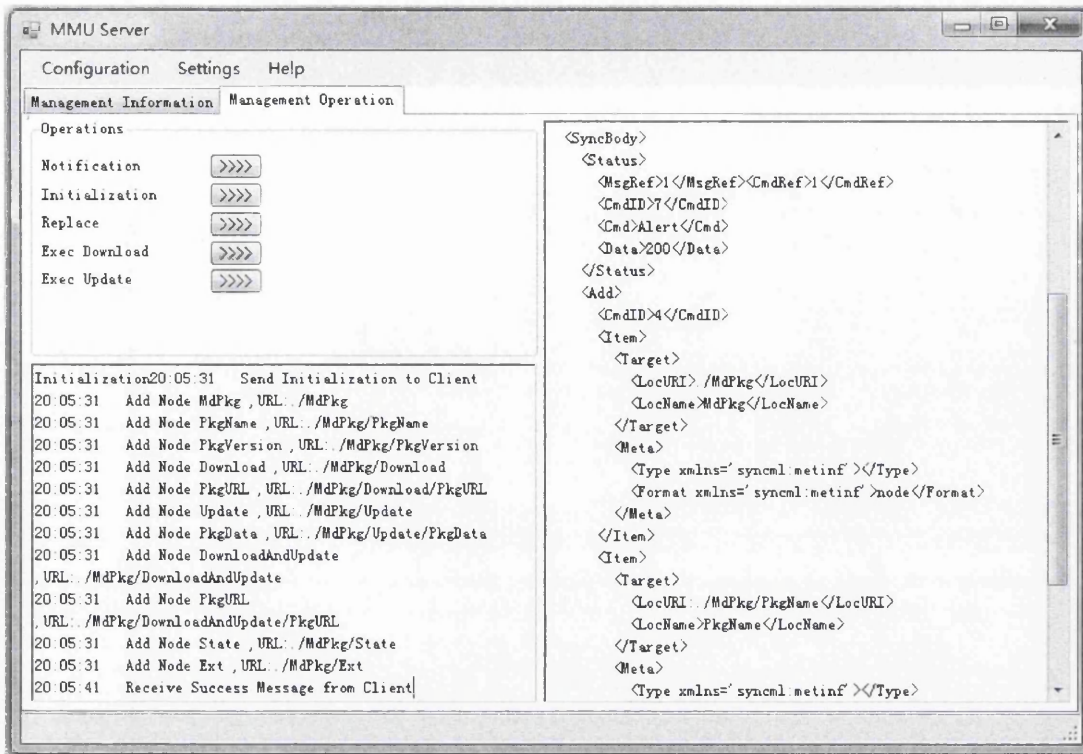 MMU Server
Configuration Settings Help
Management Information Management Operation
Operations
Notification >>>>
Initialization >>>>
Replace >>>>
Exec Download >>>>
Exec Update >>>>
Initialization20:05:31 Send Initialization to Client
20:05:31 Add Node MdPkg ,URL:./MdPkg
20:05:31 Add Node PkgName ,URL:./MdPkg/PkgName
20:05:31 Add Node PkgVersion ,URL:./MdPkg/PkgVersion
20:05:31 Add Node Download ,URL:./MdPkg/Download
20:05:31 Add Node PkgURL ,URL:./MdPkg/Download/PkgURL
20:05:31 Add Node Update ,URL:./MdPkg/Update
20:05:31 Add Node PkgData ,URL:./MdPkg/Update/PkgData
20:05:31 Add Node DownloadAndUpdate
,URL:./MdPkg/DownloadAndUpdate
20:05:31 Add Node PkgURL
,URL:./MdPkg/DownloadAndUpdate/PkgURL
20:05:31 Add Node State ,URL:./MdPkg/State
20:05:31 Add Node Ext ,URL:./MdPkg/Ext
20:05:41 Receive Success Message from Client
<SyncBody>
<Status>
<MsgRef>1</MsgRef><CmdRef>1</CmdRef>
<CmdID>7</CmdID>
<Cmd>Alert</Cmd>
<Data>200</Data>
</Status>
<Add>
<CmdID>4</CmdID>
<Item>
<Target>
<LocURI>./MdPkg</LocURI>
<LocName>MdPkg</LocName>
</Target>
<Meta>
<Type xmlns='syncml:metinf'></Type>
<Format xmlns='syncml:metinf'>node</Format>
</Meta>
</Item>
<Item>
<Target>
<LocURI>./MdPkg/PkgName</LocURI>
<LocName>PkgName</LocName>
</Target>
<Meta>
<Type xmlns='syncml:metinf'></Type>